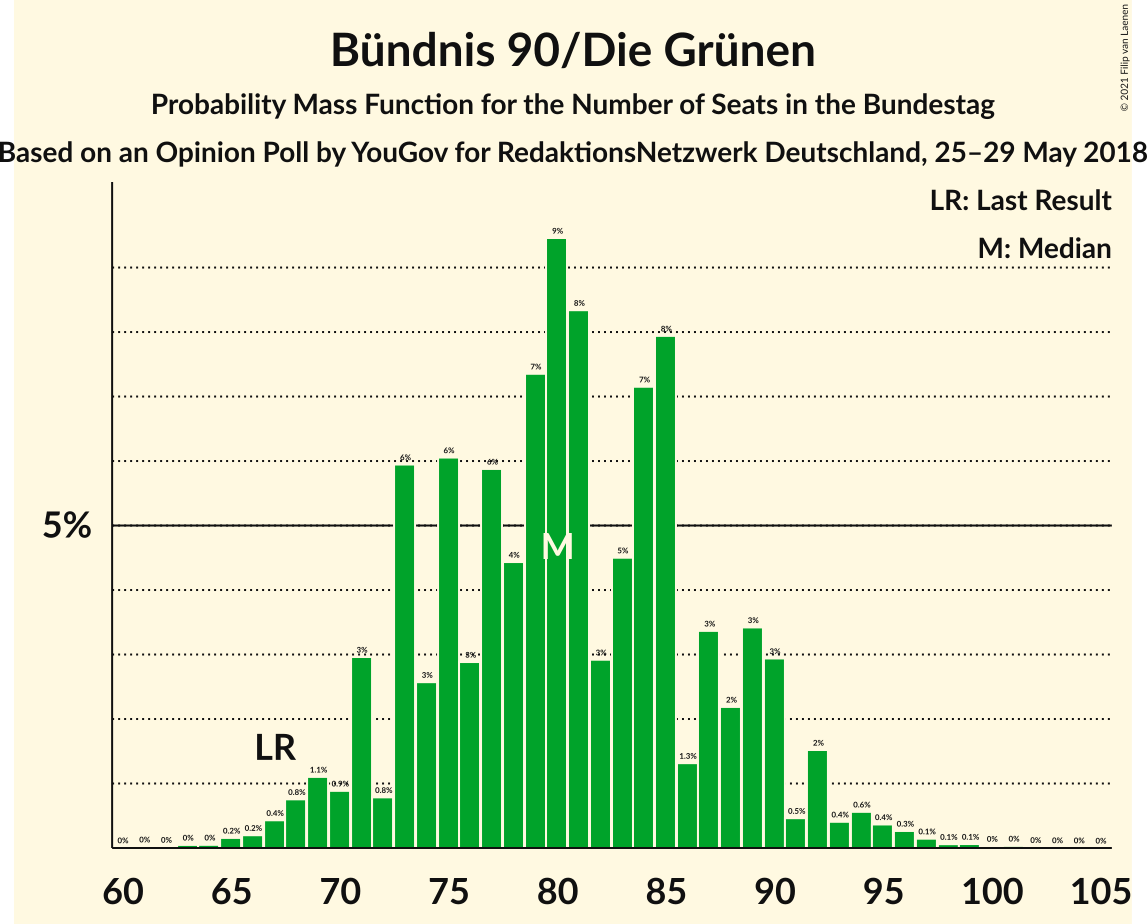 Bündnis 90/Die Grünen
Probability Mass Function for the Number of Seats in the Bundestag
Based on an Opinion Poll by YouGov for RedaktionsNetzwerk Deutschland, 25–29 May 2018
© 2021 Filip van Laenen
LR: Last Result
M: Median
5%
LR
M
0% 0% 0% 0% 0% 0.2% 0.2% 0.4% 0.8% 1.1% 0.9% 3% 0.8% 6% 3% 6% 3% 6% 4% 7% 9% 8% 3% 5% 7% 8% 1.3% 3% 2% 3% 3% 0.5% 2% 0.4% 0.6% 0.4% 0.3% 0.1% 0.1% 0.1% 0% 0% 0% 0% 0% 0%
60 65 70 75 80 85 90 95 100 105